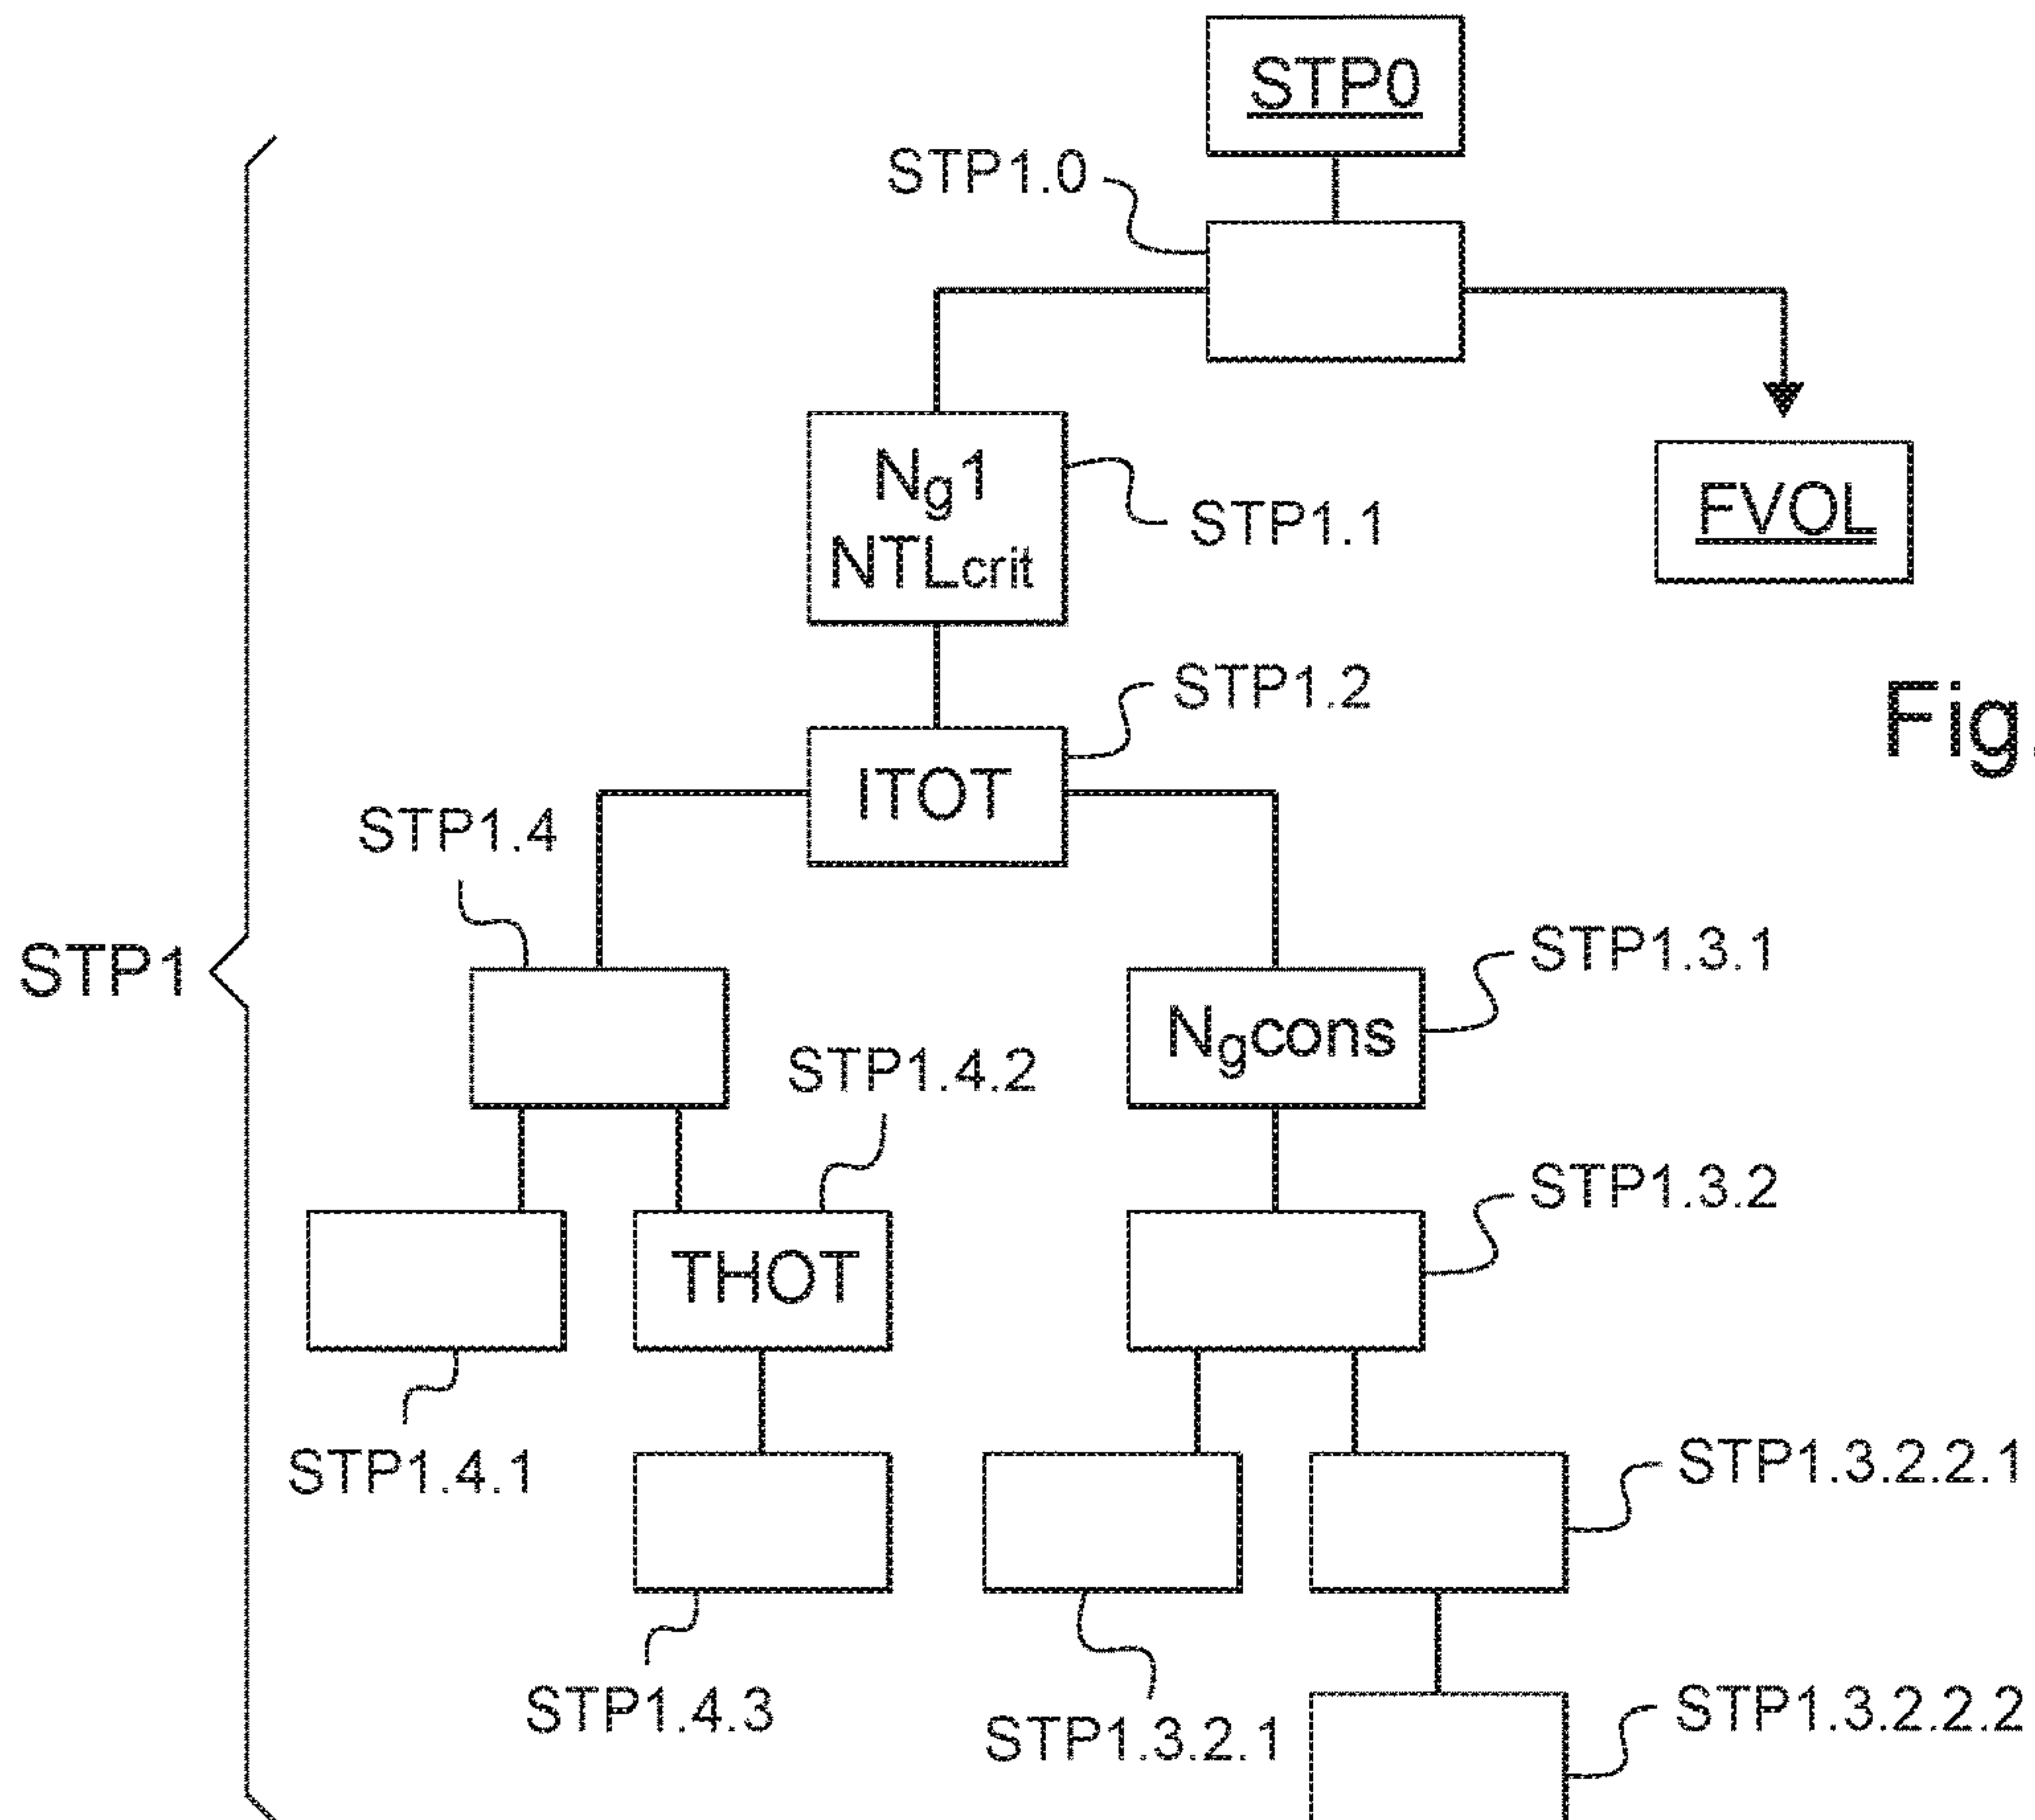 STP0
STP1.0
Ng1
NTLcrit
STP1.1
FVOL
STP1.2
Fig.
ITOT
STP1.4
STP1
STP1.3.1
Ngcons
STP1.4.2
STP1.3.2
THOT
STP1.4.1
STP1.3.2.2.1
STP1.4.3
STP1.3.2.1
STP1.3.2.2.2